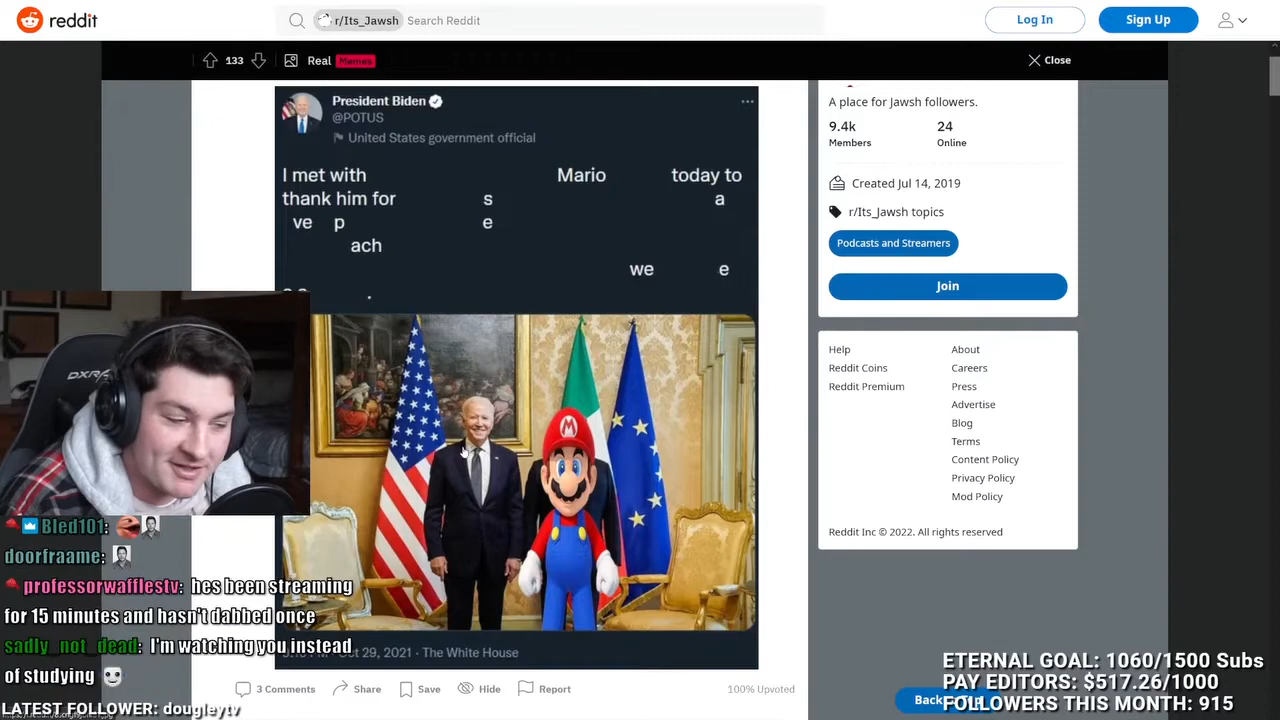 reddit
r/Its_Jawsh Search Reddit
Log In
Sign Up
133
Real Memes
Close
President Biden
@POTUS
United States government official
I met with Mario today to
thank him for s a
ve p e
ach
we e
.
Oct 29, 2021 · The White House
3 Comments
Share
Save
Hide
Report
100% Upvoted
A place for Jawsh followers.
9.4k
Members
24
Online
Created Jul 14, 2019
r/Its_Jawsh topics
Podcasts and Streamers
Join
Help
Reddit Coins
Reddit Premium
About
Careers
Press
Advertise
Blog
Terms
Content Policy
Privacy Policy
Mod Policy
Reddit Inc © 2022. All rights reserved
Back
DXR
M
Bled101:
doorfraame:
professorwafflestv: hes been streaming
for 15 minutes and hasn't dabbed once
sadly_not_dead: I'm watching you instead
of studying
LATEST FOLLOWER: dougleytv
ETERNAL GOAL: 1060/1500 Subs
PAY EDITORS: $517.26/1000
FOLLOWERS THIS MONTH: 915